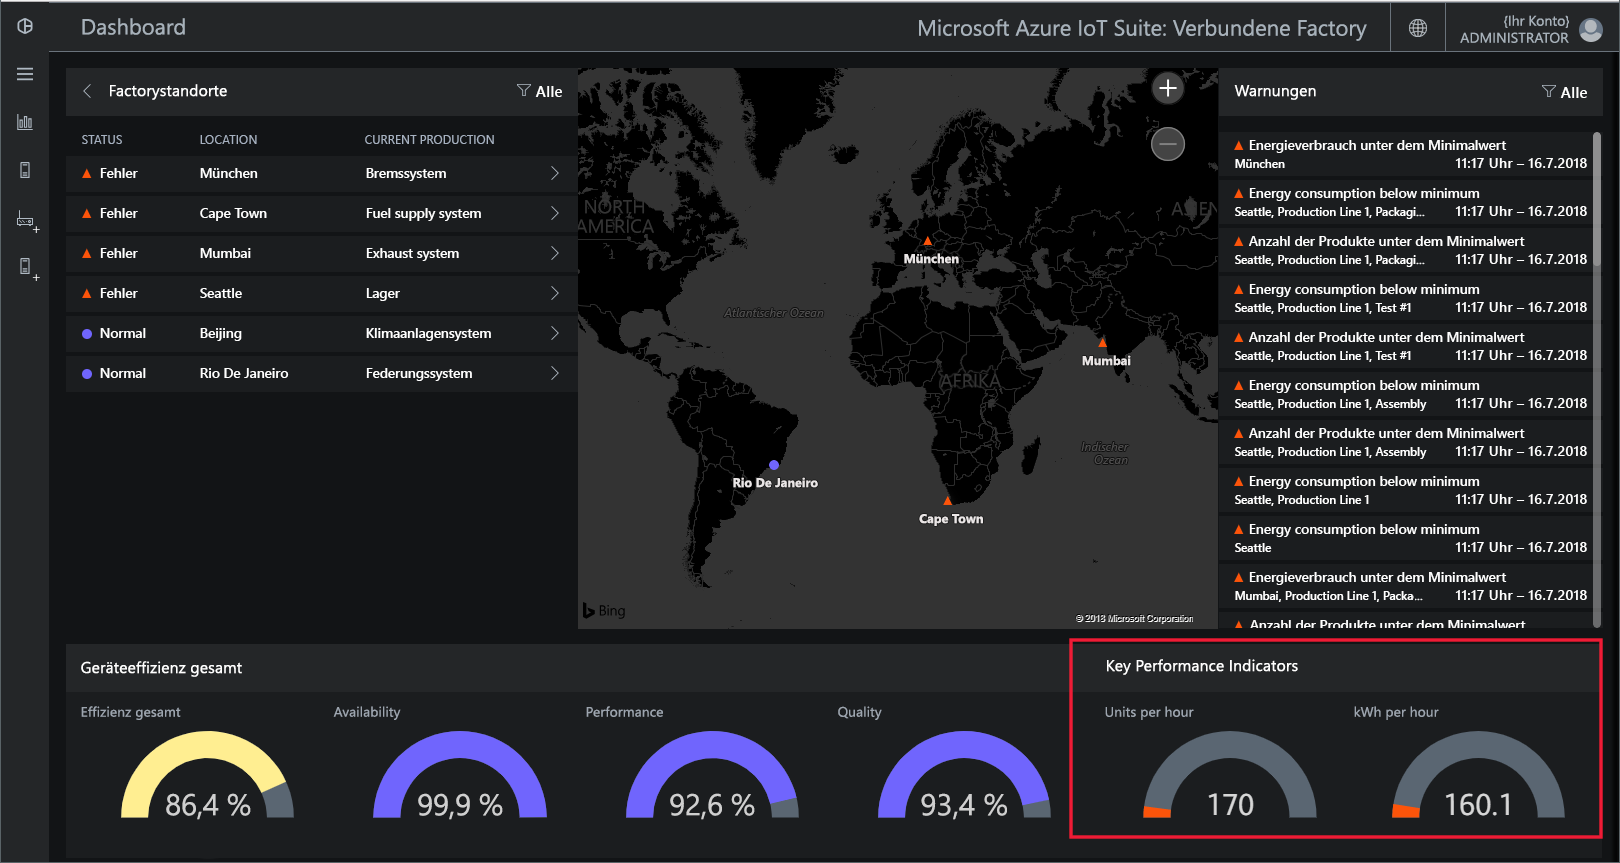 Dashboard
Microsoft Azure IoT Suite: Verbundene Factory
{Ihr Konto}
ADMINISTRATOR
Factorystandorte
Alle
STATUS LOCATION CURRENT PRODUCTION
Fehler München Bremssystem
Fehler Cape Town Fuel supply system
Fehler Mumbai Exhaust system
Fehler Seattle Lager
Normal Beijing Klimaanlagensystem
Normal Rio De Janeiro Federungssystem
NORTH
AMERICA
ASIEN
München
Atlantischer Ozean
Mumbai
AFRIKA
Indischer
Ozean
Rio De Janeiro
Cape Town
Bing
© 2018 Microsoft Corporation
Warnungen
Alle
Energieverbrauch unter dem Minimalwert
München 11:17 Uhr – 16.7.2018
Energy consumption below minimum
Seattle, Production Line 1, Packagi... 11:17 Uhr – 16.7.2018
Anzahl der Produkte unter dem Minimalwert
Seattle, Production Line 1, Packagi... 11:17 Uhr – 16.7.2018
Energy consumption below minimum
Seattle, Production Line 1, Test #1 11:17 Uhr – 16.7.2018
Anzahl der Produkte unter dem Minimalwert
Seattle, Production Line 1, Test #1 11:17 Uhr – 16.7.2018
Energy consumption below minimum
Seattle, Production Line 1, Assembly 11:17 Uhr – 16.7.2018
Anzahl der Produkte unter dem Minimalwert
Seattle, Production Line 1, Assembly 11:17 Uhr – 16.7.2018
Energy consumption below minimum
Seattle, Production Line 1 11:17 Uhr – 16.7.2018
Energy consumption below minimum
Seattle 11:17 Uhr – 16.7.2018
Energieverbrauch unter dem Minimalwert
Mumbai, Production Line 1, Packa... 11:17 Uhr – 16.7.2018
Anzahl der Produkte unter dem Minimalwert
Geräteeffizienz gesamt
Effizienz gesamt Availability Performance Quality
86,4 % 99,9 % 92,6 % 93,4 %
Key Performance Indicators
Units per hour kWh per hour
170 160.1